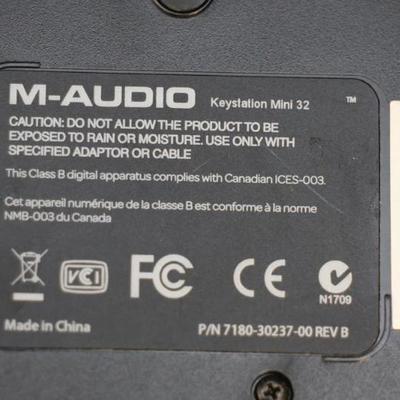 M-AUDIO Keystation Mini 32 ™
CAUTION: DO NOT ALLOW THE PRODUCT TO BE
EXPOSED TO RAIN OR MOISTURE. USE ONLY WITH
SPECIFIED ADAPTOR OR CABLE
This Class B digital apparatus complies with Canadian ICES-003.
Cet appareil numérique de la classe B est conforme à la norme
NMB-003 du Canada
VCI FC CE
N1709
Made in China P/N 7180-30237-00 REV B